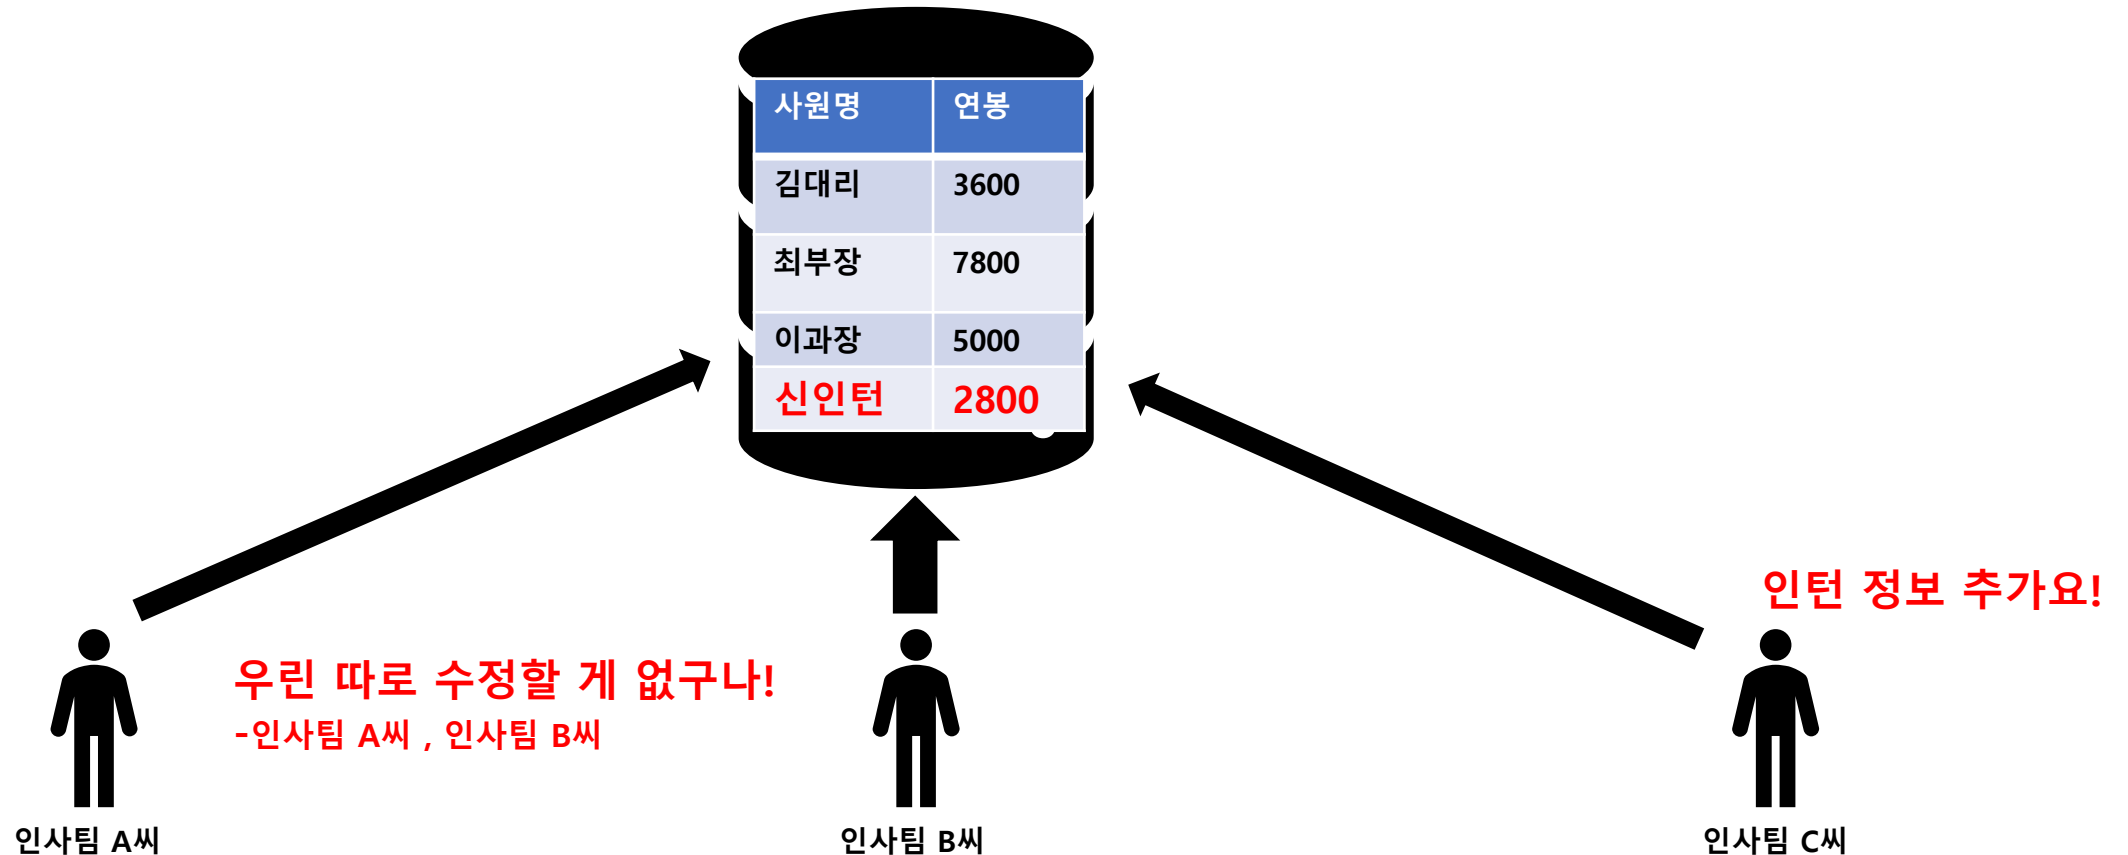 사원명 연봉
김대리 3600
최부장 7800
이과장 5000
신인턴 2800
인턴 정보 추가요!
우린 따로 수정할 게 없구나!
-인사팀 A씨 , 인사팀 B씨
인사팀 A씨
인사팀 B씨
인사팀 C씨